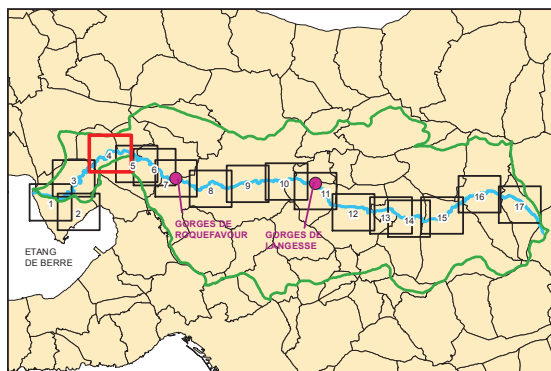 1
2
3
4
5
6
7
8
9
10
11
12
13
14
15
16
17
GORGES DE
ROQUEFAVOUR
GORGES DE
LANGESSE
ETANG
DE BERRE